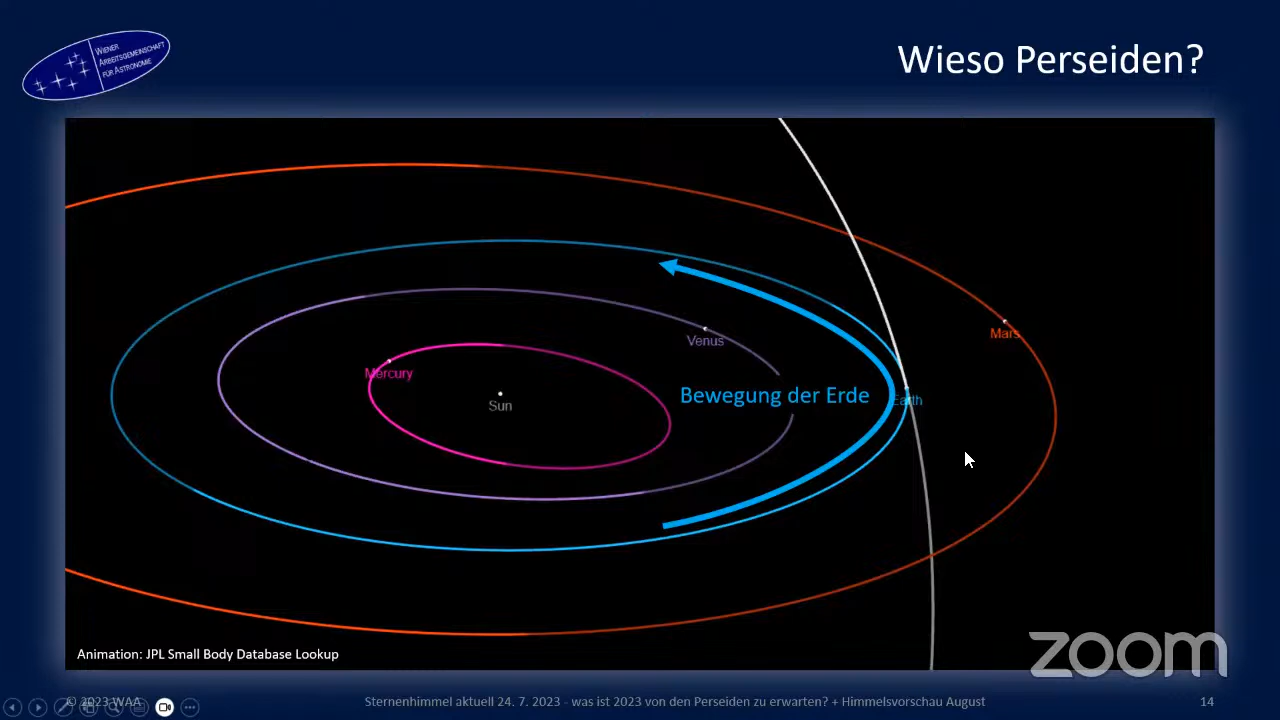 WIENER
ARBEITSGEMEINSCHAFT
FÜR ASTRONOMIE
Wieso Perseiden?
Mars
Venus
Mercury
Sun
Bewegung der Erde
Earth
Animation: JPL Small Body Database Lookup
zoom
© 2023 WAA
Sternenhimmel aktuell 24. 7. 2023 - was ist 2023 von den Perseiden zu erwarten? + Himmelsvorschau August
14